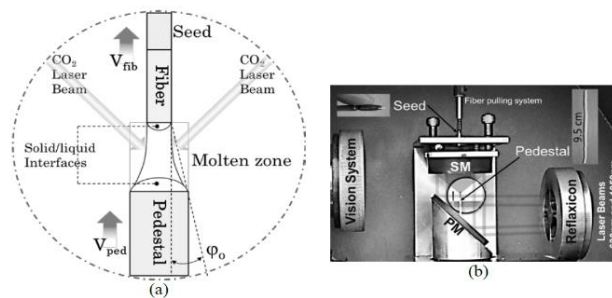 (a)
Seed
V_fib
CO2
Laser
Beam
CO2
Laser
Beam
Fiber
Solid/liquid
Interfaces
Molten zone
Pedestal
V_ped
φo
(b)
Fiber pulling system
Seed
9.5 cm
Pedestal
SM
PM
Vision System
Reflaxicon
Laser Beams